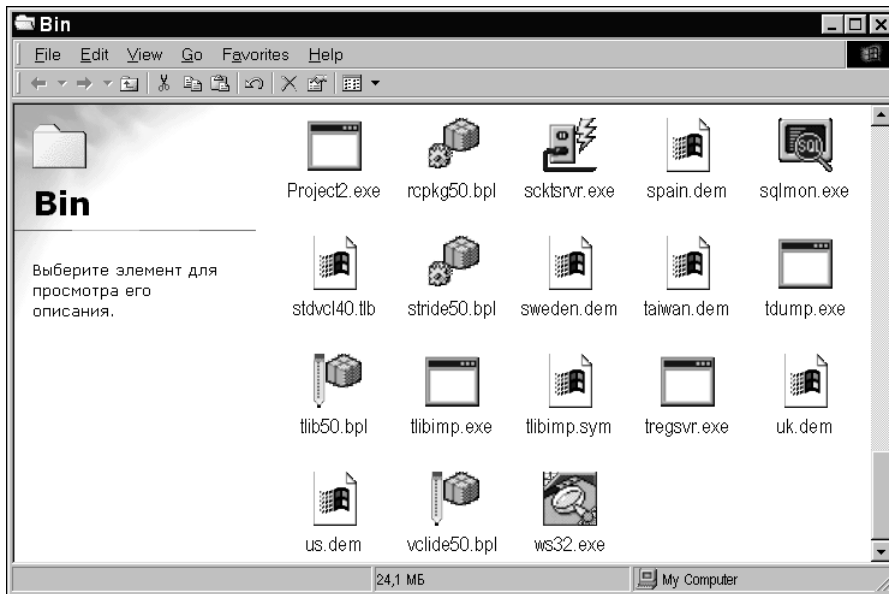 Bin
File Edit View Go Favorites Help
Bin
Выберите элемент для
просмотра его
описания.
Project2.exe rcpkg50.bpl scktsrvr.exe spain.dem sqlmon.exe
SQL
stdvcl40.tlb stride50.bpl sweden.dem taiwan.dem tdump.exe
tlib50.bpl tlibimp.exe tlibimp.sym tregsvr.exe uk.dem
us.dem vclide50.bpl ws32.exe
24,1 МБ My Computer